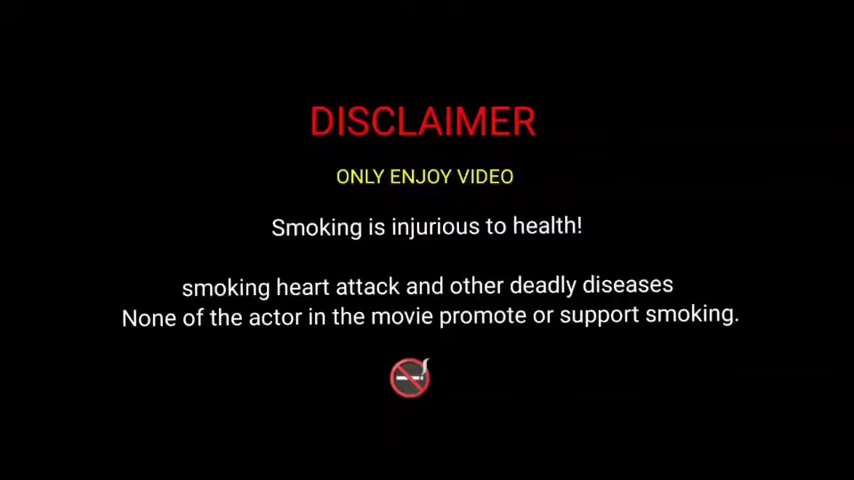 DISCLAIMER
ONLY ENJOY VIDEO
Smoking is injurious to health!
smoking heart attack and other deadly diseases
None of the actor in the movie promote or support smoking.